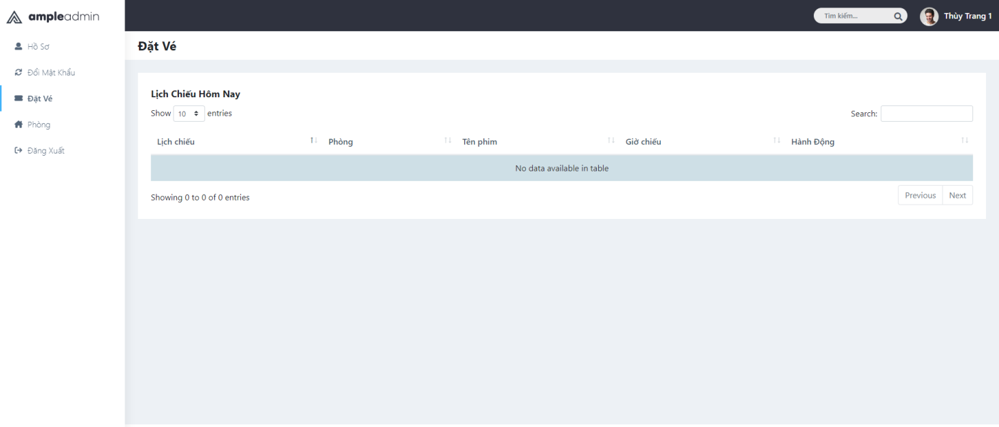 ampleadmin
Tìm kiếm...
Thùy Trang 1
Hồ Sơ
Đổi Mật Khẩu
Đặt Vé
Phòng
Đăng Xuất
Đặt Vé
Lịch Chiếu Hôm Nay
Show 10 entries
Search:
Lịch chiếu Phòng Tên phim Giờ chiếu Hành Động
No data available in table
Showing 0 to 0 of 0 entries
Previous Next